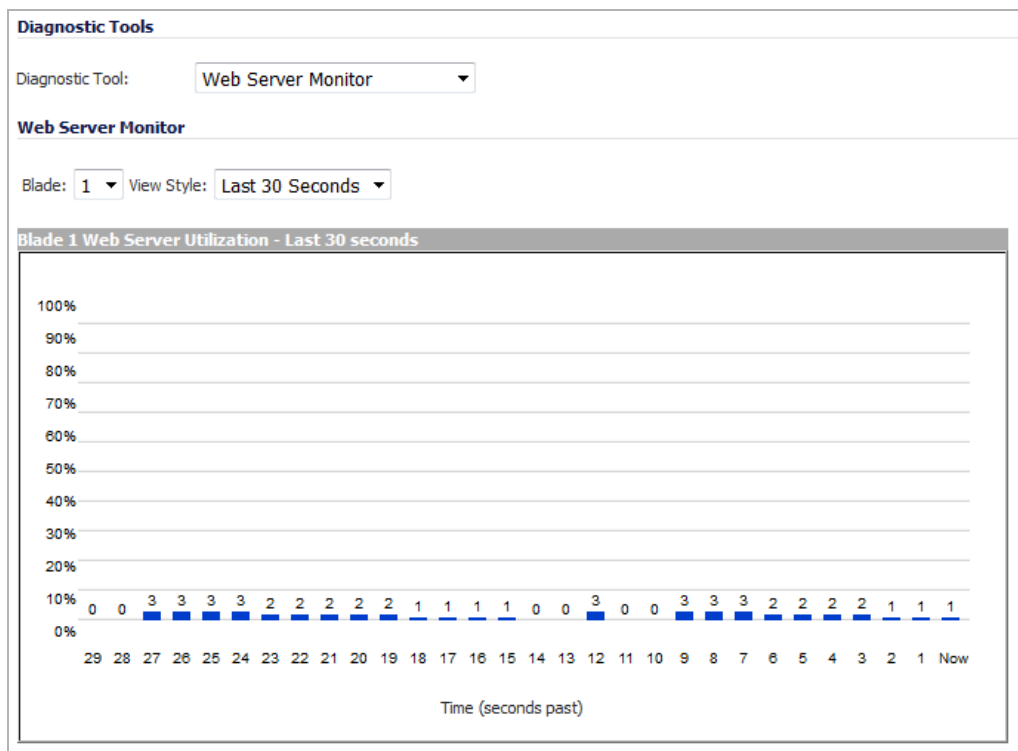 Diagnostic Tools
Diagnostic Tool: Web Server Monitor
Web Server Monitor
Blade: 1 View Style: Last 30 Seconds
Blade 1 Web Server Utilization - Last 30 seconds
100%
90%
80%
70%
60%
50%
40%
30%
20%
10%
0 0 3 3 3 3 2 2 2 2 2 1 1 1 1 0 0 3 0 0 3 3 3 2 2 2 2 1 1 1
0%
29 28 27 26 25 24 23 22 21 20 19 18 17 16 15 14 13 12 11 10 9 8 7 6 5 4 3 2 1 Now
Time (seconds past)